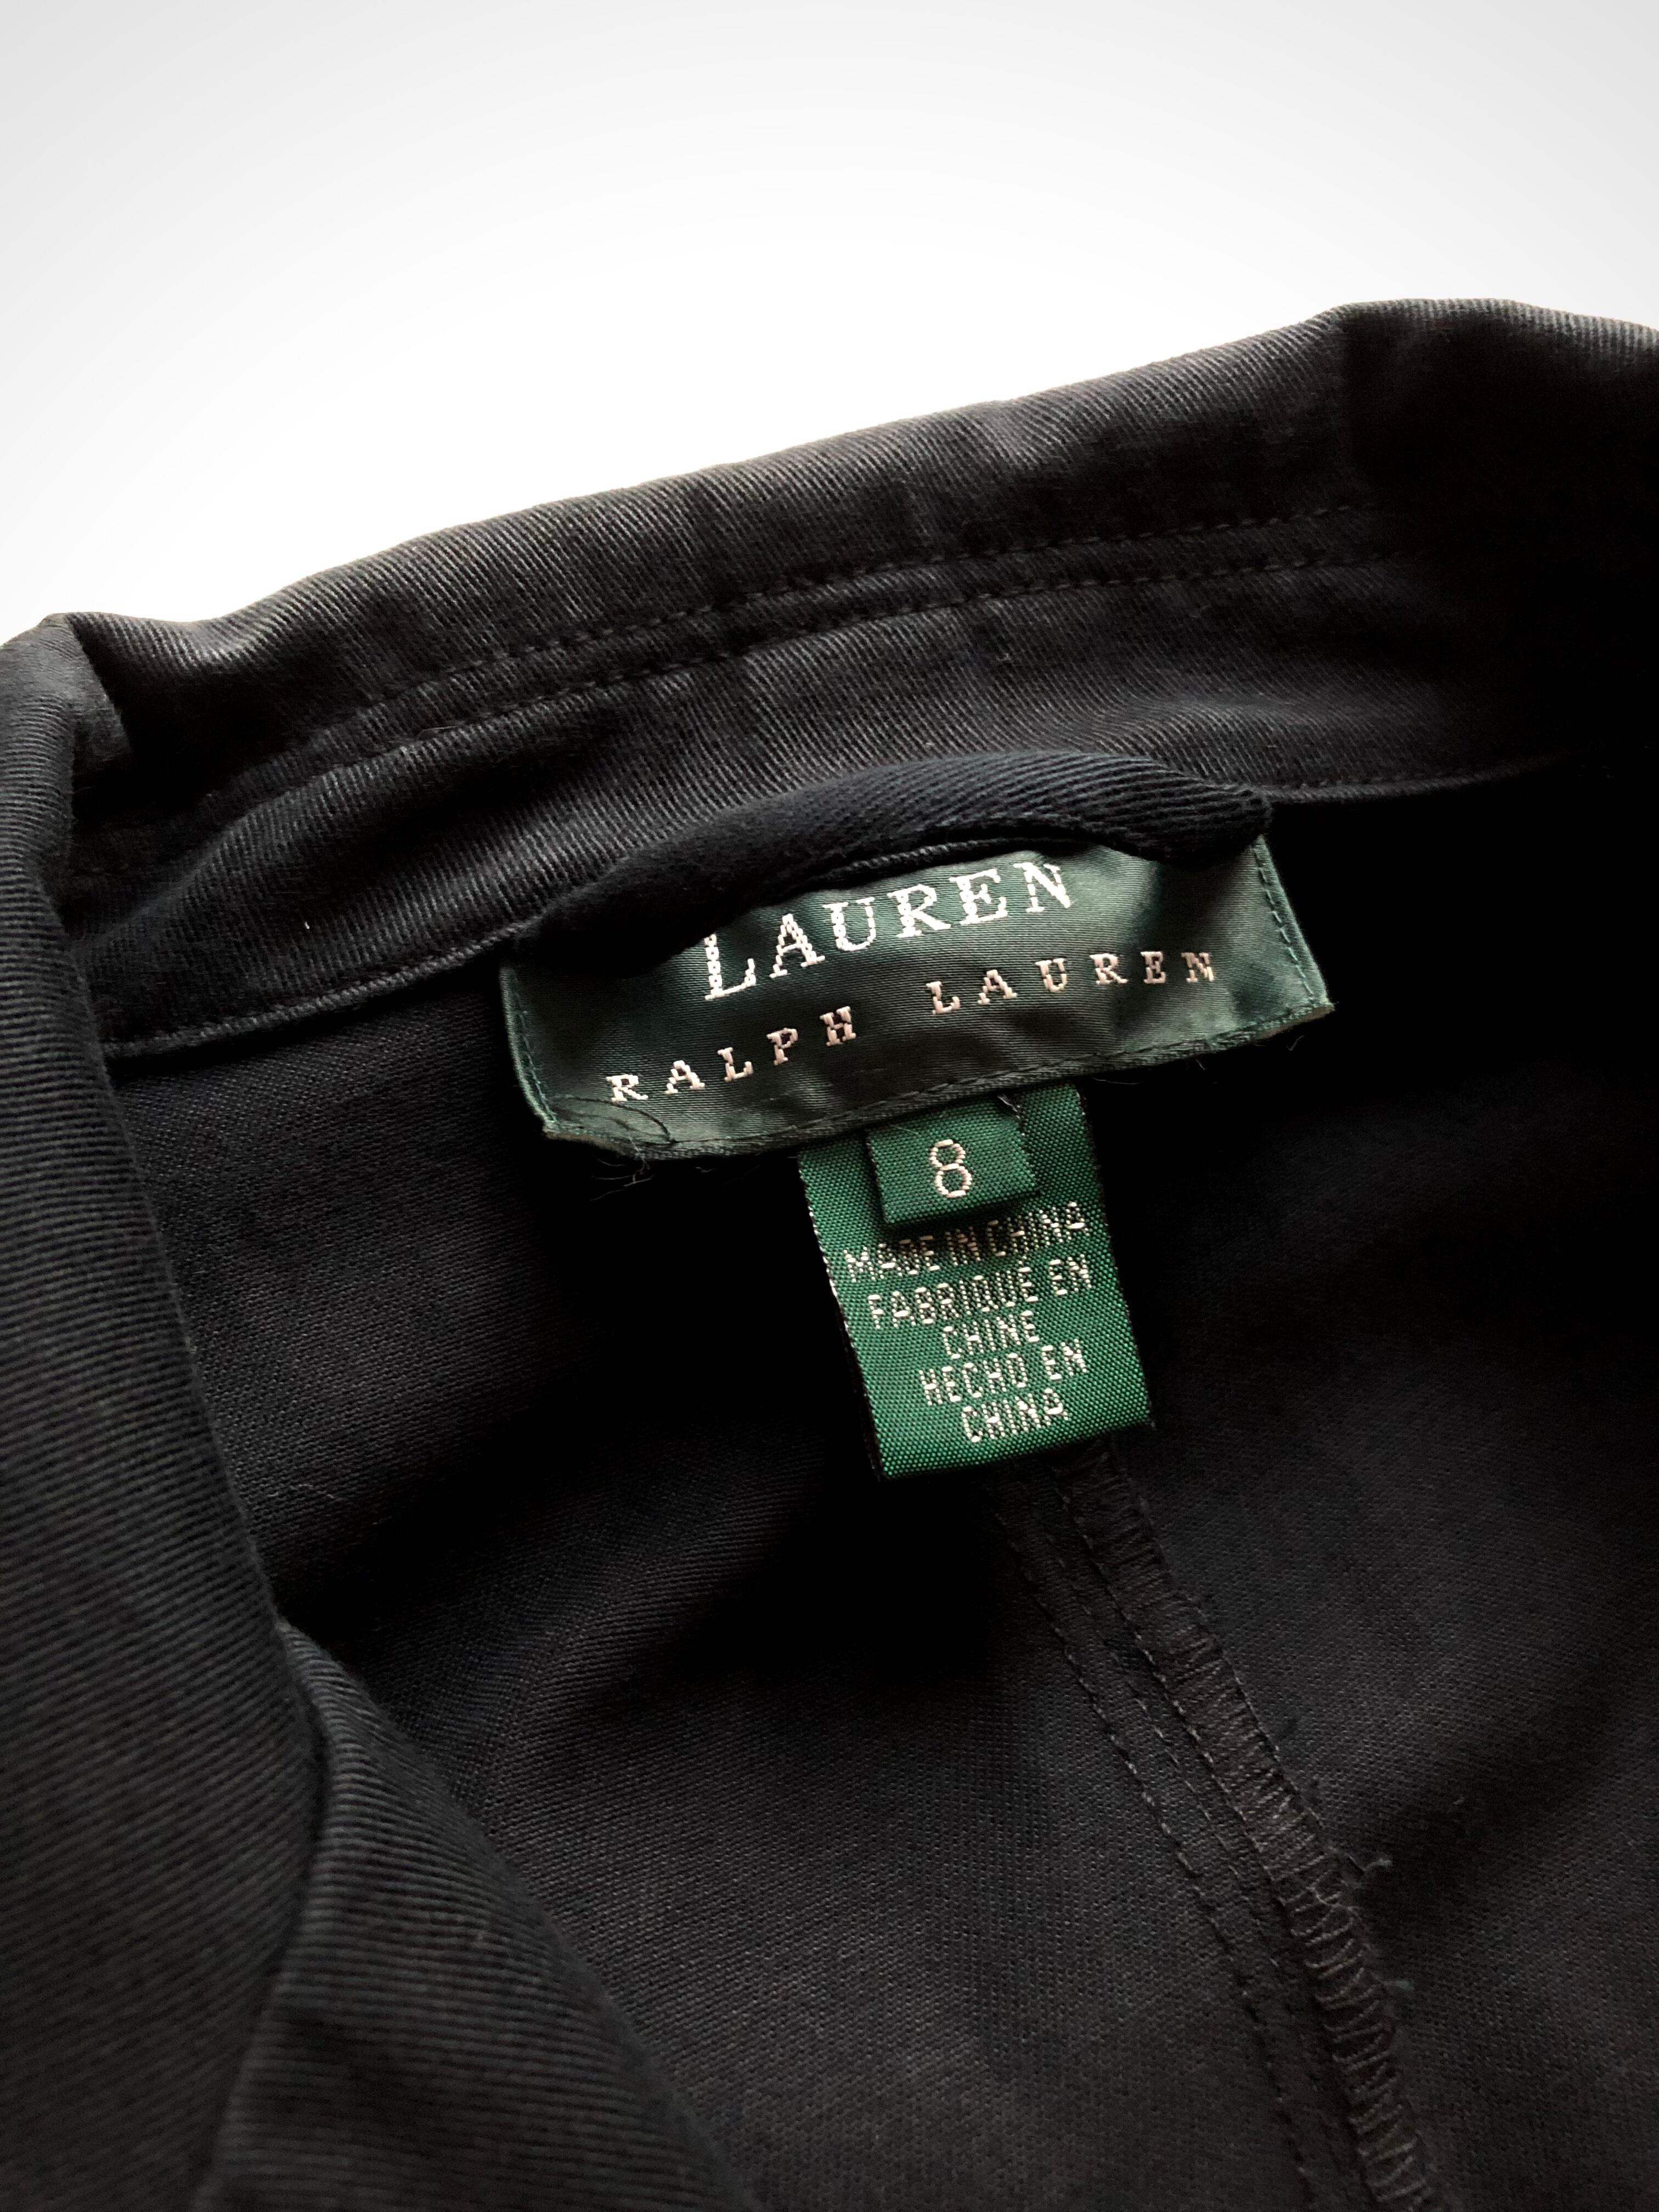 LAUREN
RALPH LAUREN
8
MADE IN CHINA
FABRIQUE EN
CHINE
HECHO EN
CHINA